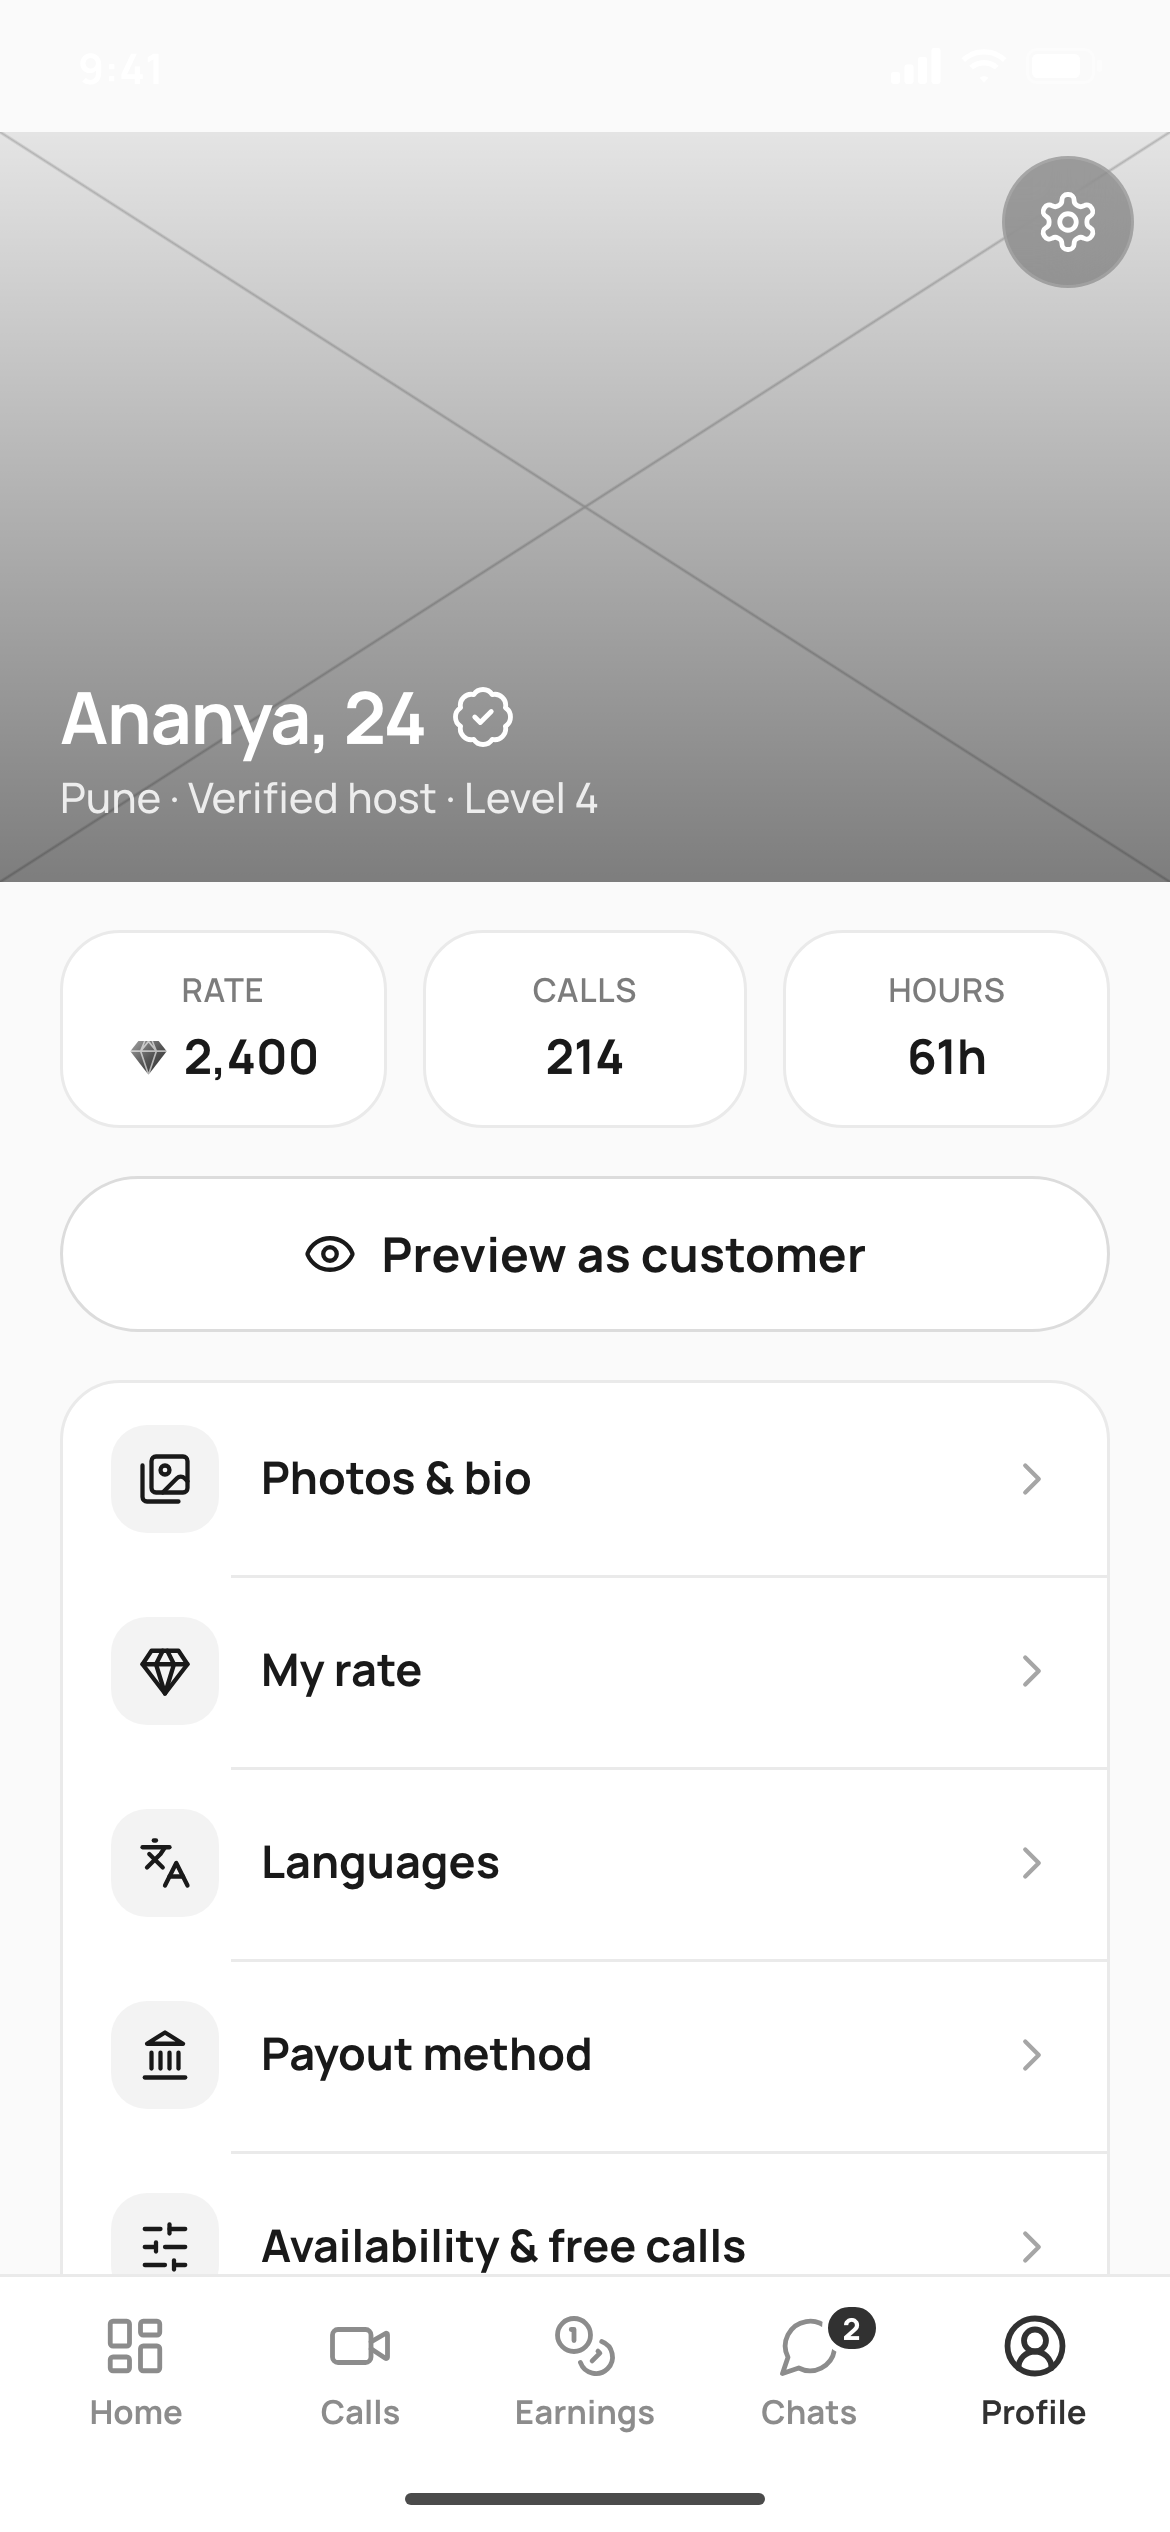 9:41
Ananya, 24
Pune · Verified host · Level 4
RATE
2,400
CALLS
214
HOURS
61h
Preview as customer
Photos & bio
My rate
Languages
Payout method
Availability & free calls
2
Home
Calls
Earnings
Chats
Profile